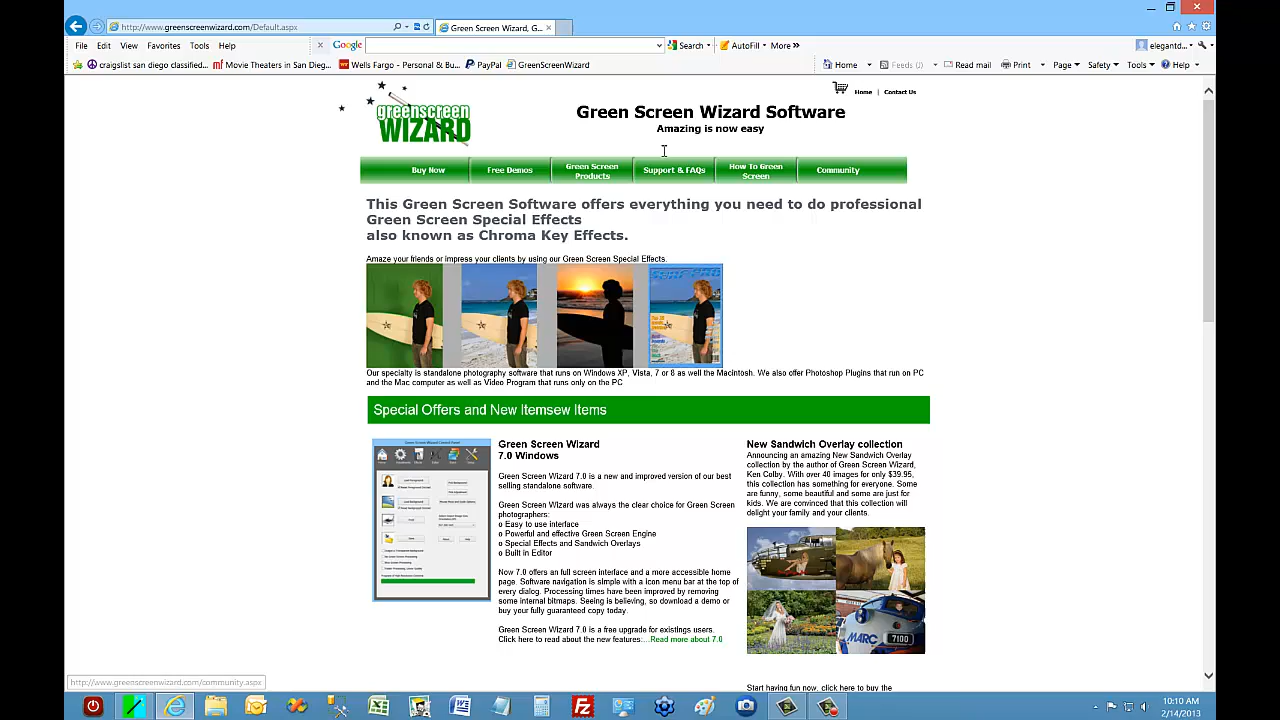 http://www.greenscreenwizard.com/Default.aspx
Green Screen Wizard, G...
File Edit View Favorites Tools Help
Google Search AutoFill More »
elegantd...
craigslist san diego classified... Movie Theaters in San Dieg... Wells Fargo - Personal & Bu... PayPal GreenScreenWizard
Home Feeds (J) Read mail Print Page Safety Tools Help
Home | Contact Us
greenscreen
WIZARD
Green Screen Wizard Software
Amazing is now easy
Buy Now Free Demos Green Screen Products Support & FAQs How To Green Screen Community
This Green Screen Software offers everything you need to do professional
Green Screen Special Effects
also known as Chroma Key Effects.
Amaze your friends or impress your clients by using our Green Screen Special Effects.
Our specialty is standalone photography software that runs on Windows XP, Vista, 7 or 8 as well the Macintosh. We also offer Photoshop Plugins that run on PC
and the Mac computer as well as Video Program that runs only on the PC
Special Offers and New Itemsew Items
Green Screen Wizard
7.0 Windows
Green Screen Wizard 7.0 is a new and improved version of our best
selling standalone software.
Green Screen Wizard was always the clear choice for Green Screen
photographers:
o Easy to use interface
o Powerful and effective Green Screen Engine
o Special Effects and Sandwich Overlays
o Built in Editor
Now 7.0 offers an full screen interface and a more accessible home
page. Software navigation is simple with a icon menu bar at the top of
every dialog. Processing times have been improved by removing
some internal bitmaps. Seeing is believing, so download a demo or
buy your fully guaranteed copy today.
Green Screen Wizard 7.0 is a free upgrade for existings users.
Click here to read about the new features:...Read more about 7.0
New Sandwich Overlay collection
Announcing an amazing New Sandwich Overlay
collection by the author of Green Screen Wizard,
Ken Colby. With over 40 images for only $39.95,
this collection has something for everyone. Some
are funny, some beautiful and some are just for
kids. We are convinced that this collection will
delight your family and your clients.
MARC 7100
Start having fun now, click here to buy the
http://www.greenscreenwizard.com/community.aspx
10:10 AM
2/14/2013